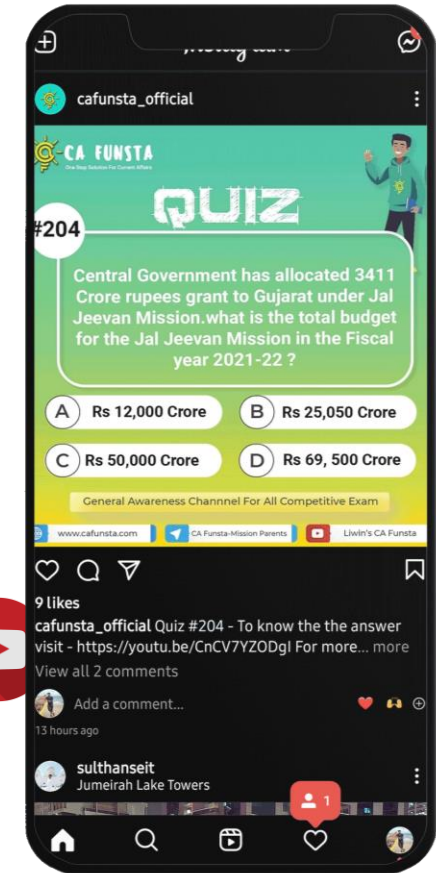 cafunsta_official
CA FUNSTA
One Stop Solution For Current Affairs
QUIZ
#204
Central Government has allocated 3411
Crore rupees grant to Gujarat under Jal
Jeevan Mission.what is the total budget
for the Jal Jeevan Mission in the Fiscal
year 2021-22 ?
A Rs 12,000 Crore
B Rs 25,050 Crore
C Rs 50,000 Crore
D Rs 69, 500 Crore
General Awareness Channnel For All Competitive Exam
www.cafunsta.com
CA Funsta-Mission Parents
Liwin's CA Funsta
9 likes
cafunsta_official Quiz #204 - To know the the answer
visit - https://youtu.be/CnCV7YZODgI For more... more
View all 2 comments
Add a comment...
13 hours ago
sulthanseit
Jumeirah Lake Towers
1